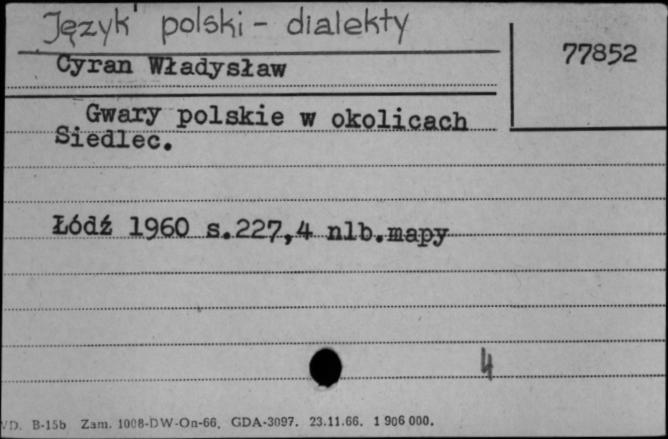 Język polski - dialekty
77852
Cyran Władysław
Gwary polskie w okolicach
Siedlec.
Łódź 1960 s.227,4 nlb.mapy
4
VD. B-15b Zam. 1008-DW-On-66. GDA-3097. 23.11.66. 1 906 000.